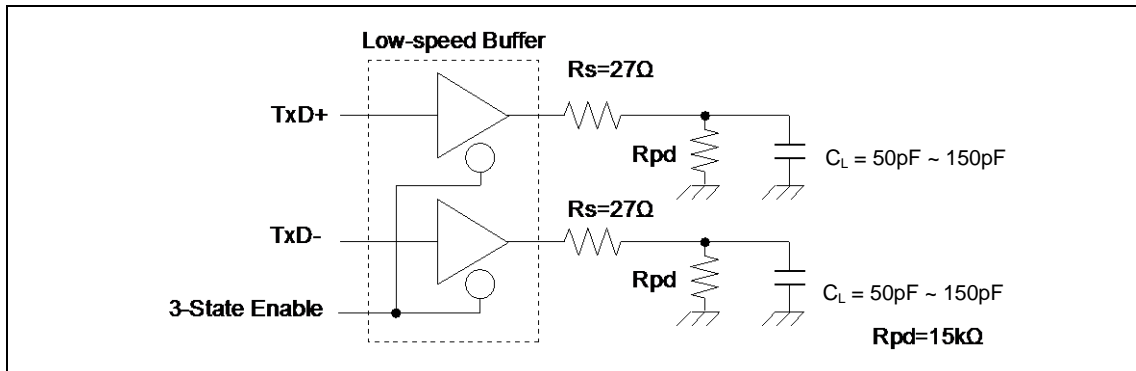 Low-speed Buffer
Rs=27Ω
TxD+
Rpd
C_L = 50pF ~ 150pF
Rs=27Ω
TxD-
Rpd
C_L = 50pF ~ 150pF
3-State Enable
Rpd=15kΩ